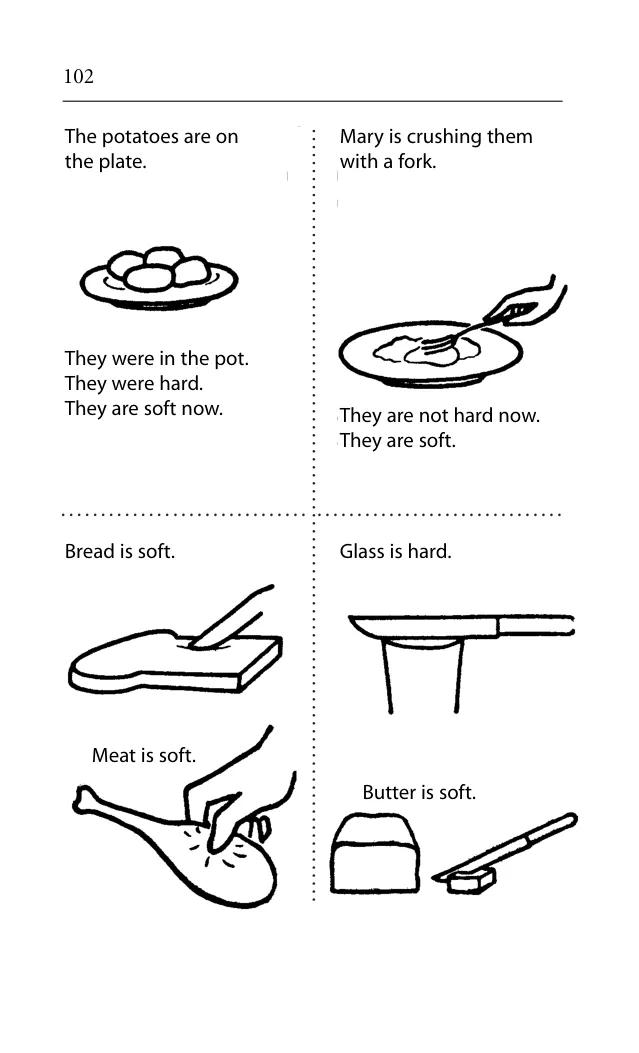 102
The potatoes are on
the plate.
They were in the pot.
They were hard.
They are soft now.
Mary is crushing them
with a fork.
They are not hard now.
They are soft.
Bread is soft.
Meat is soft.
Glass is hard.
Butter is soft.